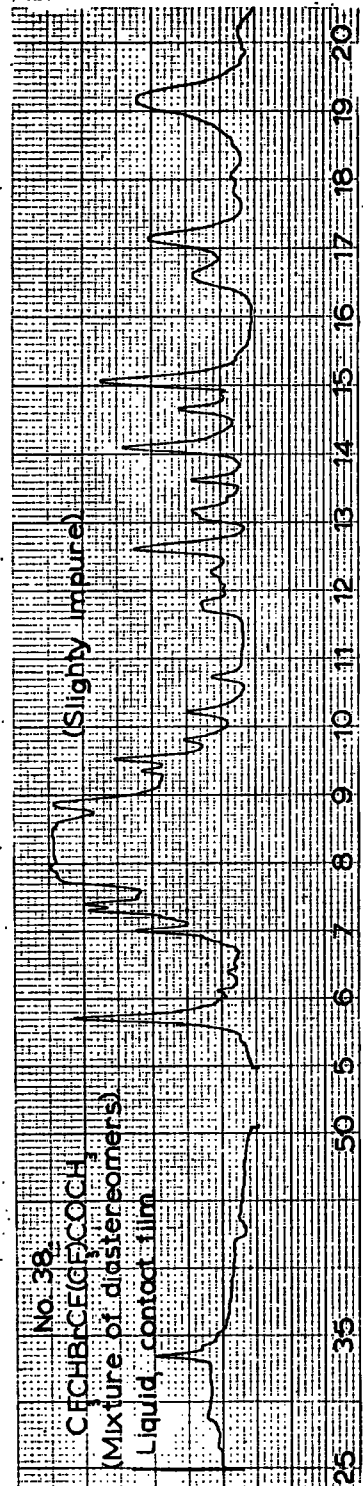 No. 38.
CF₃CHBrCF(CF₃)COCH₃
(Mixture of diastereomers).
Liquid, contact film
(Slighty impure)
25 35 50 5 6 7 8 9 10 11 12 13 14 15 16 17 18 19 20